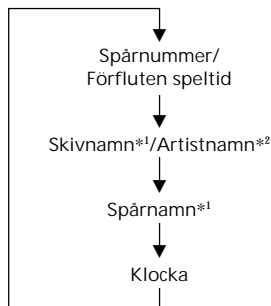 Spårnummer/
Förfluten speltid
Skivnamn*¹/Artistnamn*²
Spårnamn*¹
Klocka